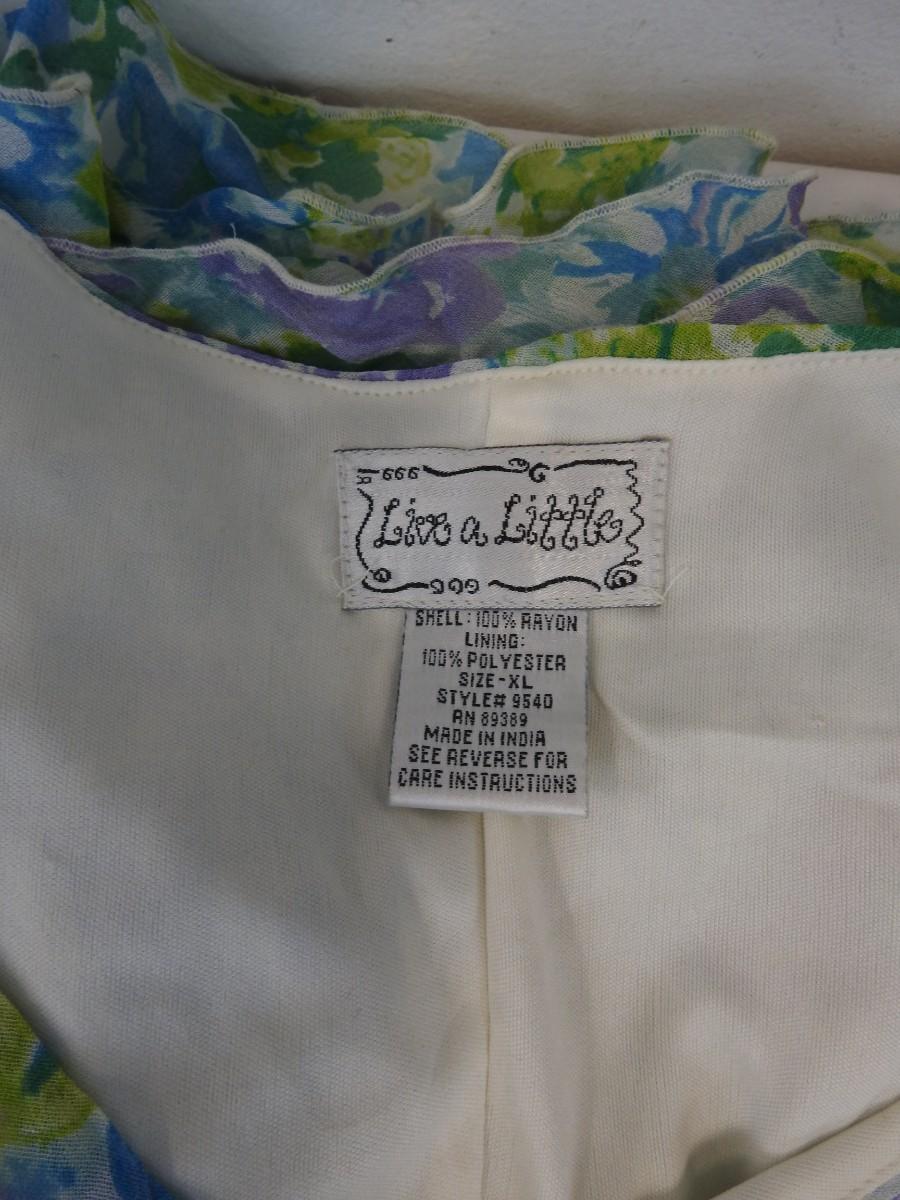 Live a Little
SHELL: 100% RAYON
LINING:
100% POLYESTER
SIZE-XL
STYLE# 9540
RN 89389
MADE IN INDIA
SEE REVERSE FOR
CARE INSTRUCTIONS